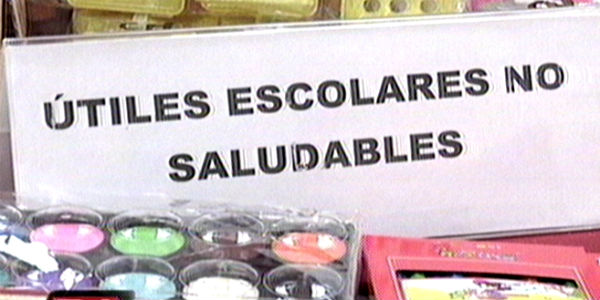 ÚTILES ESCOLARES NO
SALUDABLES